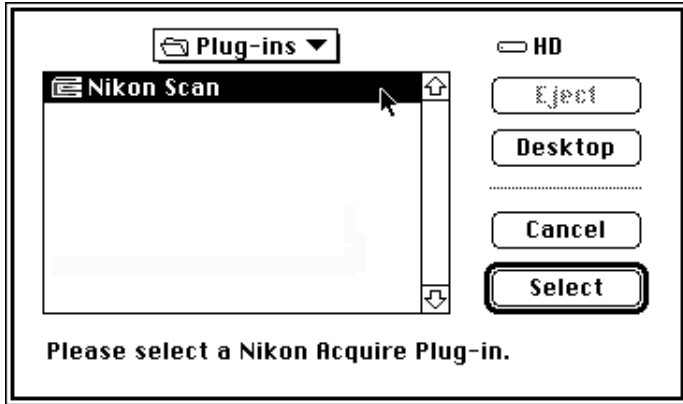 Plug-ins
HD
Nikon Scan
Eject
Desktop
Cancel
Select
Please select a Nikon Acquire Plug-in.